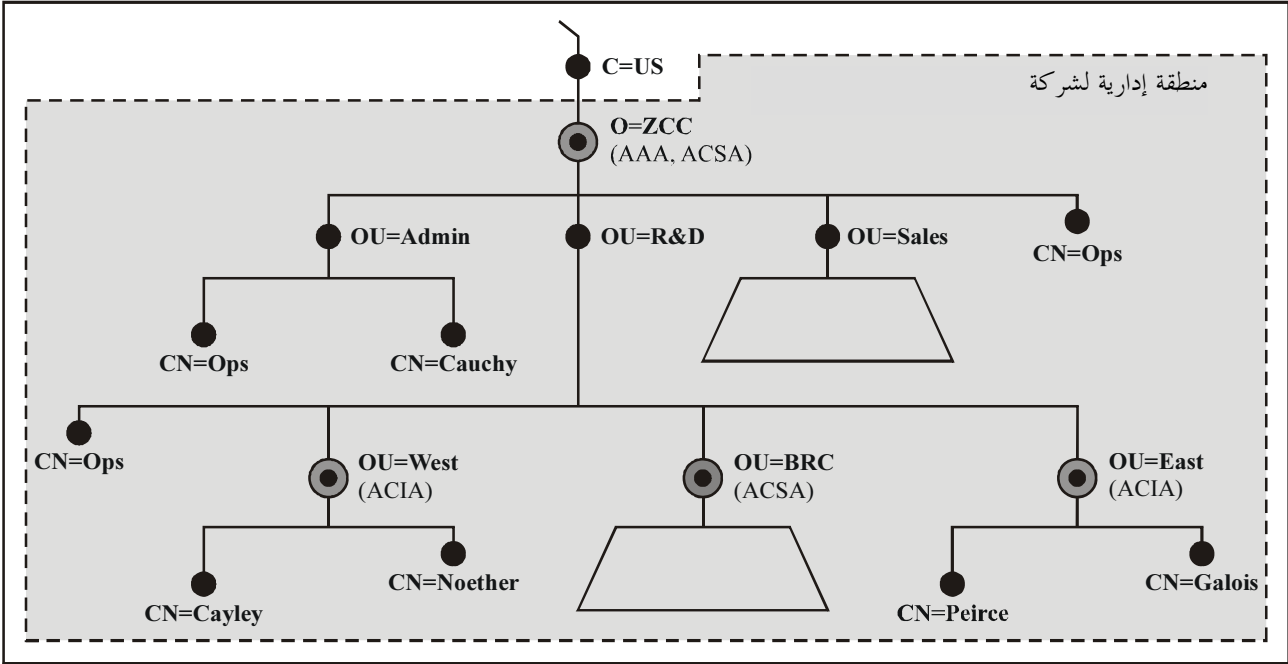 C=US
منطقة إدارية لشركة
O=ZCC
(AAA, ACSA)
OU=Admin
OU=R&D
OU=Sales
CN=Ops
CN=Ops
CN=Cauchy
CN=Ops
OU=West
(ACIA)
OU=BRC
(ACSA)
OU=East
(ACIA)
CN=Cayley
CN=Noether
CN=Peirce
CN=Galois